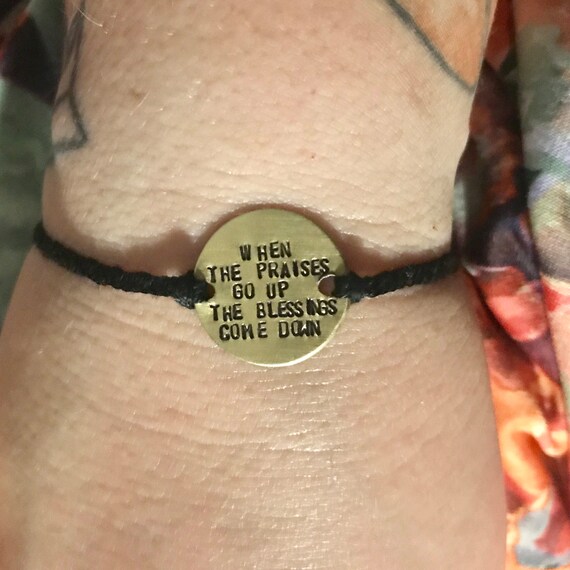 WHEN
THE PRAISES
GO UP
THE BLESSINGS
COME DOWN